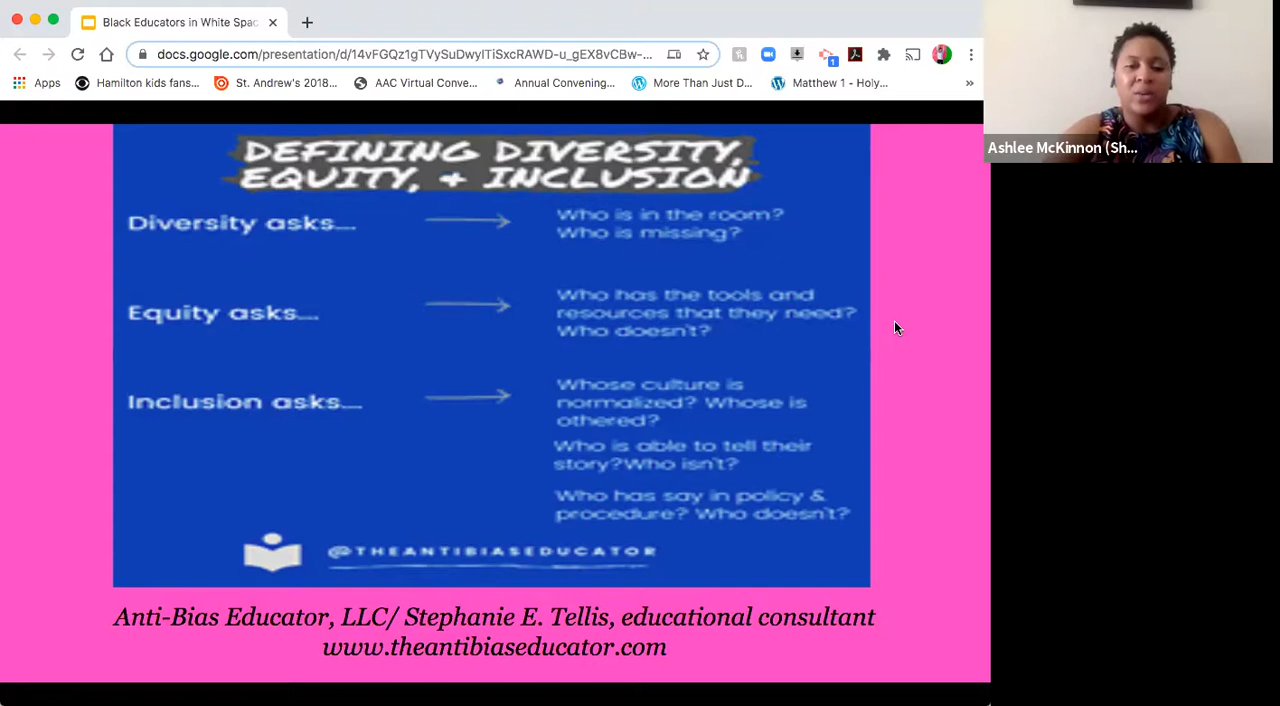 Black Educators in White Spac
docs.google.com/presentation/d/14vFGQz1gTVySuDwyITiSxcRAWD-u_gEX8vCBw-...
1
Apps
Hamilton kids fans...
St. Andrew's 2018...
AAC Virtual Conve...
Annual Convening...
More Than Just D...
Matthew 1 - Holy...
»
Ashlee McKinnon (Sh...
DEFINING DIVERSITY,
EQUITY, + INCLUSION
Diversity asks...
Who is in the room?
Who is missing?
Equity asks...
Who has the tools and
resources that they need?
Who doesn't?
Inclusion asks...
Whose culture is
normalized? Whose is
othered?
Who is able to tell their
story?Who isn't?
Who has say in policy &
procedure? Who doesn't?
@THEANTIBIASEDUCATOR
Anti-Bias Educator, LLC/ Stephanie E. Tellis, educational consultant
www.theantibiaseducator.com